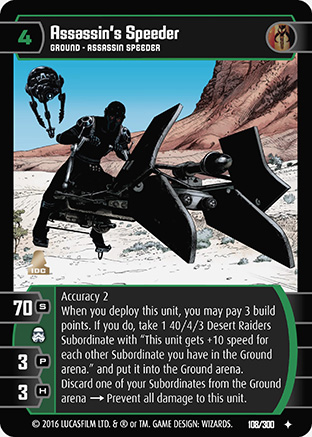 4
Assassin's Speeder
GROUND - ASSASSIN SPEEDER
IDC
70 S
3 P
3 H
Accuracy 2
When you deploy this unit, you may pay 3 build
points. If you do, take 1 40/4/3 Desert Raiders
Subordinate with “This unit gets +10 speed for
each other Subordinate you have in the Ground
arena.” and put it into the Ground arena.
Discard one of your Subordinates from the Ground
arena → Prevent all damage to this unit.
© 2016 LUCASFILM LTD. & ® or TM. GAME DESIGN: WIZARDS.
108/300